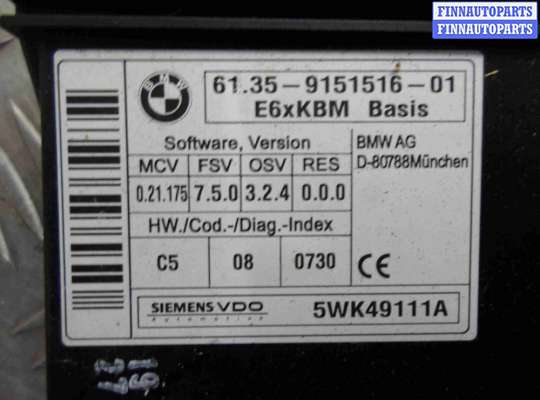 FINNAUTOPARTS
FINNAUTOPARTS
BMW
61.35-9151516-01
E6xKBM Basis
Software, Version
MCV FSV OSV RES
0.21.175 7.5.0 3.2.4 0.0.0
HW./Cod.-/Diag.-Index
C5 08 0730
BMW AG
D-80788München
CE
SIEMENS VDO
Automotive
5WK49111A